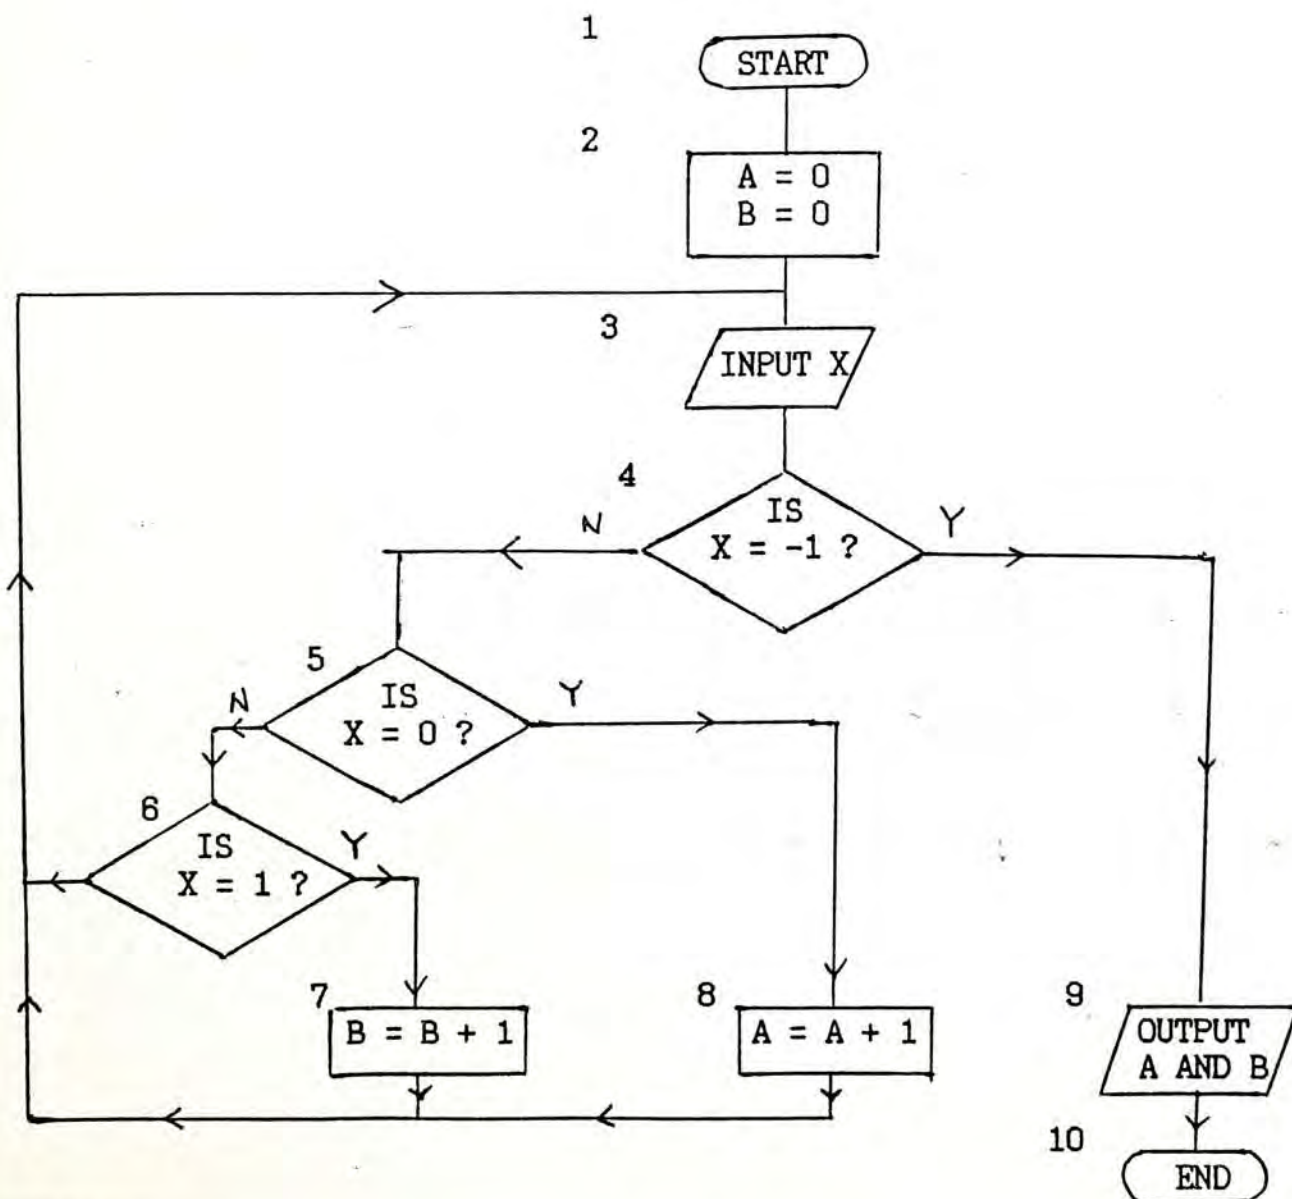 1
START
2
A = 0
B = 0
3
INPUT X
4
IS
X = -1 ?
N
Y
5
IS
X = 0 ?
N
Y
6
IS
X = 1 ?
Y
7
B = B + 1
8
A = A + 1
9
OUTPUT
A AND B
10
END